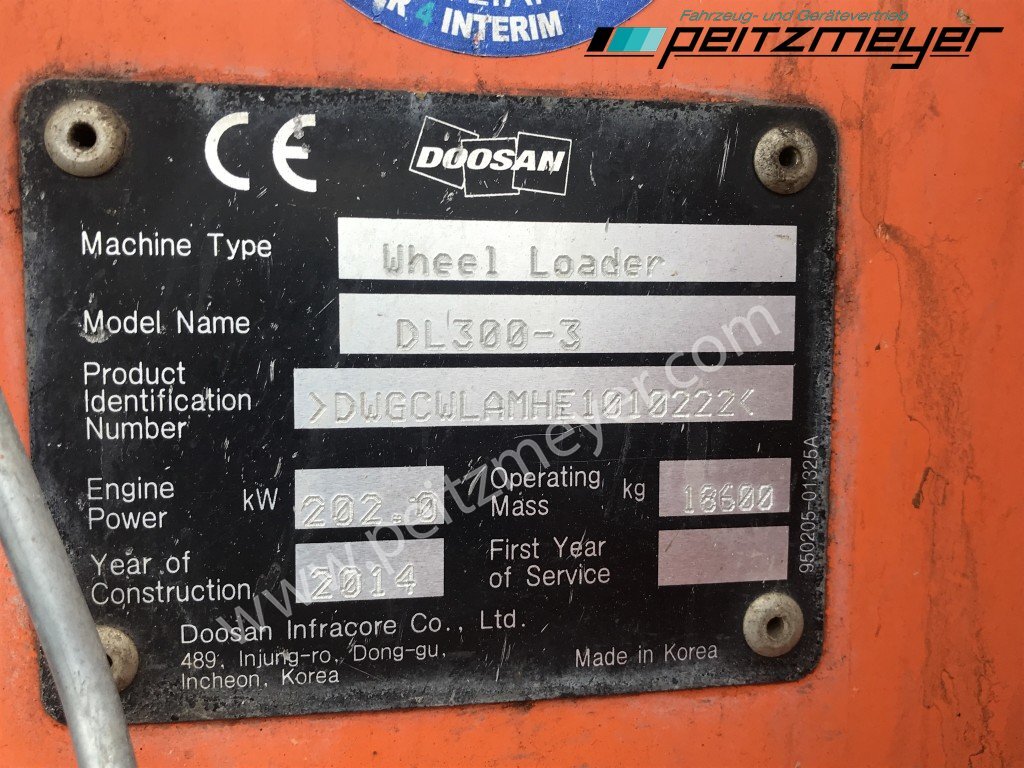 R 4 INTERIM
Fahrzeug- und Gerätevertrieb
peitzmeyer
CE DOOSAN
Machine Type Wheel Loader
Model Name DL300-3
Product
Identification
Number >DWGCWLAMHE1010222<
Engine
Power kW 202.0
Operating
Mass kg 18600
Year of
Construction 2014
First Year
of Service
Doosan Infracore Co., Ltd.
489, Injung-ro, Dong-gu,
Incheon, Korea
Made in Korea
950205-01325A
www.peitzmeyer.com